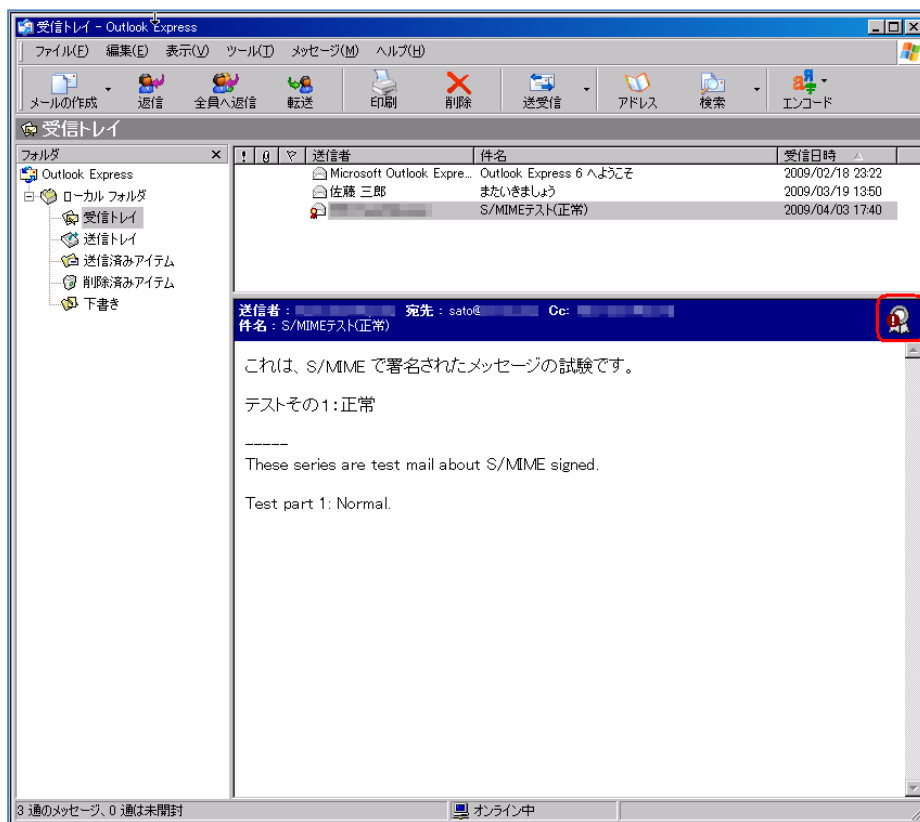 受信トレイ - Outlook Express
ファイル(F) 編集(E) 表示(V) ツール(T) メッセージ(M) ヘルプ(H)
メールの作成 返信 全員へ返信 転送 印刷 削除 送受信 アドレス 検索 エンコード
受信トレイ
フォルダ
Outlook Express
ローカル フォルダ
受信トレイ
送信トレイ
送信済みアイテム
削除済みアイテム
下書き
送信者 件名 受信日時
Microsoft Outlook Expre... Outlook Express 6 へようこそ 2009/02/18 23:22
佐藤 三郎 またいきましょう 2009/03/19 13:50
S/MIMEテスト(正常) 2009/04/03 17:40
送信者: 宛先: sato@ Cc:
件名: S/MIMEテスト(正常)
これは、S/MIME で署名されたメッセージの試験です。
テストその1:正常
-----
These series are test mail about S/MIME signed.
Test part 1: Normal.
3 通のメッセージ、0 通は未開封 オンライン中